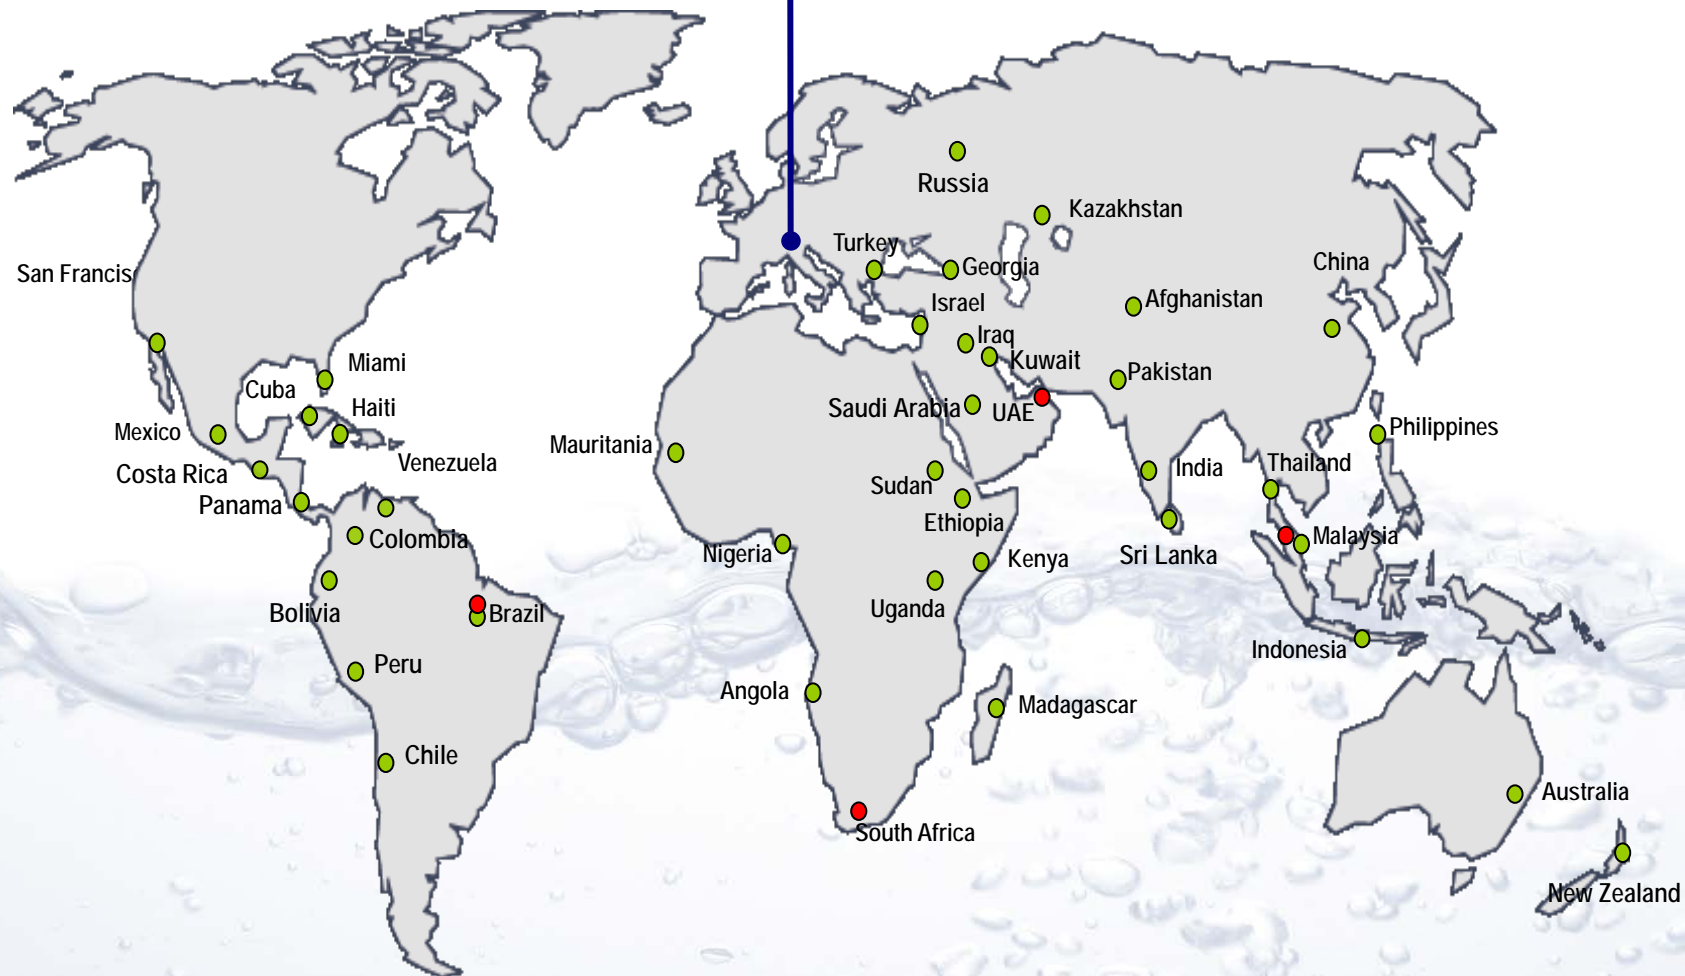 Russia
Kazakhstan
Turkey
Georgia
China
San Francis
Israel
Afghanistan
Iraq
Kuwait
Miami
Pakistan
Cuba
Haiti
Saudi Arabia
UAE
Mexico
Philippines
Mauritania
Venezuela
India
Thailand
Costa Rica
Sudan
Panama
Ethiopia
Colombia
Malaysia
Nigeria
Kenya
Sri Lanka
Uganda
Bolivia
Brazil
Indonesia
Peru
Angola
Madagascar
Chile
Australia
South Africa
New Zealand